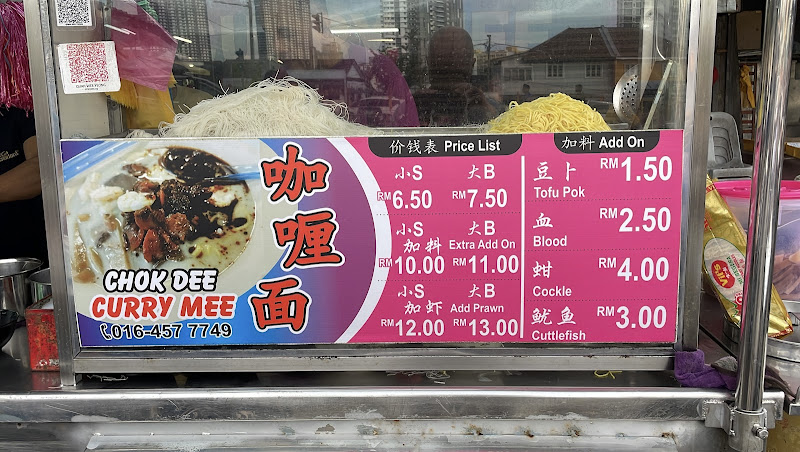 咖喱面
CHOK DEE
CURRY MEE
016-457 7749
价钱表 Price List
小S 大B
RM6.50 RM7.50
小S 大B
加料 Extra Add On
RM10.00 RM11.00
小S 大B
加虾 Add Prawn
RM12.00 RM13.00
加料 Add On
豆卜 RM1.50
Tofu Pok
血 RM2.50
Blood
蚶 RM4.00
Cockle
鱿鱼 RM3.00
Cuttlefish